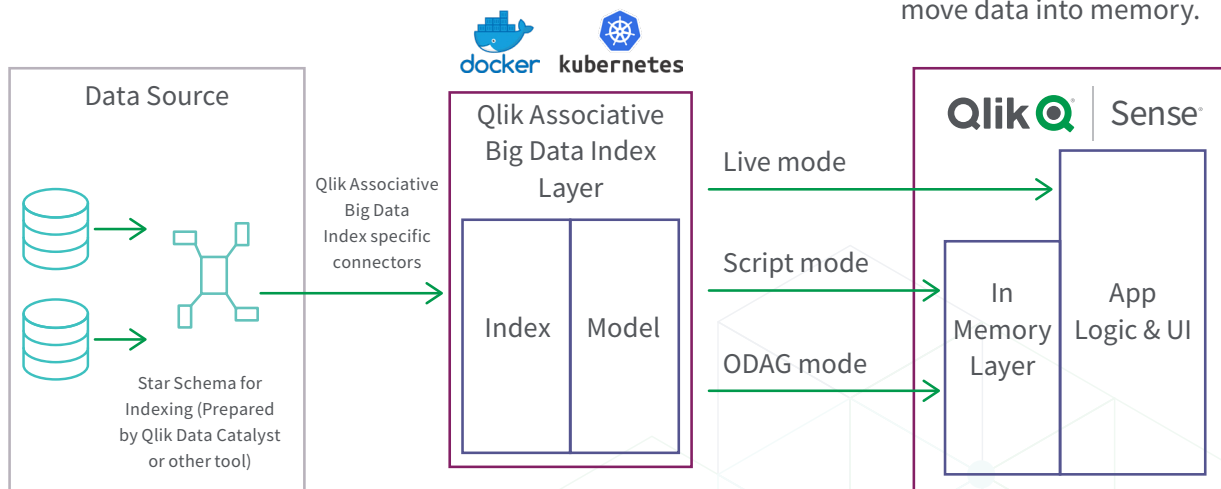 move data into memory.
docker
kubernetes
Data Source
Star Schema for
Indexing (Prepared
by Qlik Data Catalyst
or other tool)
Qlik Associative
Big Data
Index specific
connectors
Qlik Associative
Big Data Index
Layer
Index
Model
Live mode
Script mode
ODAG mode
Qlik
Sense
In
Memory
Layer
App
Logic & UI